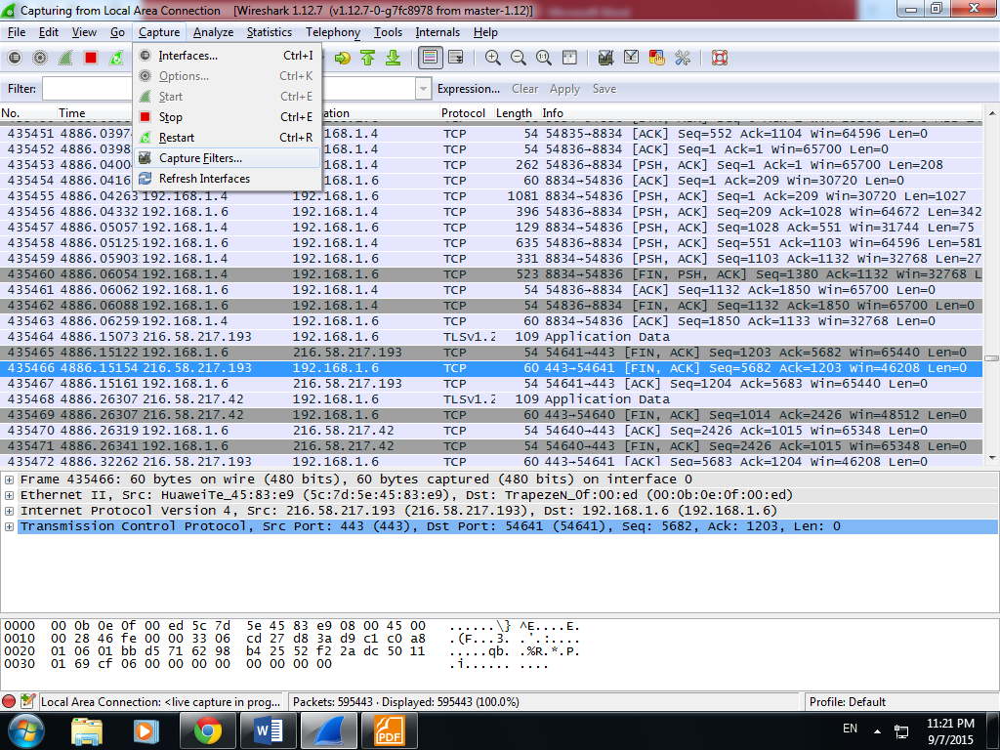 Capturing from Local Area Connection [Wireshark 1.12.7 (v1.12.7-0-g7fc8978 from master-1.12)]
File Edit View Go Capture Analyze Statistics Telephony Tools Internals Help
Interfaces... Ctrl+I
Options... Ctrl+K
Start Ctrl+E
Stop Ctrl+E
Restart Ctrl+R
Capture Filters...
Refresh Interfaces
Filter: Expression... Clear Apply Save
No. Time ation Protocol Length Info
435451 4886.0397 .168.1.4 TCP 54 54835→8834 [ACK] Seq=552 Ack=1104 Win=64596 Len=0
435452 4886.0398 .168.1.4 TCP 54 54836→8834 [ACK] Seq=1 Ack=1 Win=65700 Len=0
435453 4886.0400 .168.1.4 TCP 262 54836→8834 [PSH, ACK] Seq=1 Ack=1 Win=65700 Len=208
435454 4886.0416 .168.1.6 TCP 60 8834→54836 [ACK] Seq=1 Ack=209 Win=30720 Len=0
435455 4886.04263 192.168.1.4 192.168.1.6 TCP 1081 8834→54836 [PSH, ACK] Seq=1 Ack=209 Win=30720 Len=1027
435456 4886.04332 192.168.1.6 192.168.1.4 TCP 396 54836→8834 [PSH, ACK] Seq=209 Ack=1028 Win=64672 Len=342
435457 4886.05057 192.168.1.4 192.168.1.6 TCP 129 8834→54836 [PSH, ACK] Seq=1028 Ack=551 Win=31744 Len=75
435458 4886.05125 192.168.1.6 192.168.1.4 TCP 635 54836→8834 [PSH, ACK] Seq=551 Ack=1103 Win=64596 Len=581
435459 4886.05903 192.168.1.4 192.168.1.6 TCP 331 8834→54836 [PSH, ACK] Seq=1103 Ack=1132 Win=32768 Len=27
435460 4886.06054 192.168.1.4 192.168.1.6 TCP 523 8834→54836 [FIN, PSH, ACK] Seq=1380 Ack=1132 Win=32768 L
435461 4886.06062 192.168.1.6 192.168.1.4 TCP 54 54836→8834 [ACK] Seq=1132 Ack=1850 Win=65700 Len=0
435462 4886.06088 192.168.1.6 192.168.1.4 TCP 54 54836→8834 [FIN, ACK] Seq=1132 Ack=1850 Win=65700 Len=0
435463 4886.06259 192.168.1.4 192.168.1.6 TCP 60 8834→54836 [ACK] Seq=1850 Ack=1133 Win=32768 Len=0
435464 4886.15073 216.58.217.193 192.168.1.6 TLSv1.2 109 Application Data
435465 4886.15122 192.168.1.6 216.58.217.193 TCP 54 54641→443 [FIN, ACK] Seq=1203 Ack=5682 Win=65440 Len=0
435466 4886.15154 216.58.217.193 192.168.1.6 TCP 60 443→54641 [FIN, ACK] Seq=5682 Ack=1203 Win=46208 Len=0
435467 4886.15161 192.168.1.6 216.58.217.193 TCP 54 54641→443 [ACK] Seq=1204 Ack=5683 Win=65440 Len=0
435468 4886.26307 216.58.217.42 192.168.1.6 TLSv1.2 109 Application Data
435469 4886.26307 216.58.217.42 192.168.1.6 TCP 60 443→54640 [FIN, ACK] Seq=1014 Ack=2426 Win=48512 Len=0
435470 4886.26319 192.168.1.6 216.58.217.42 TCP 54 54640→443 [ACK] Seq=2426 Ack=1015 Win=65348 Len=0
435471 4886.26341 192.168.1.6 216.58.217.42 TCP 54 54640→443 [FIN, ACK] Seq=2426 Ack=1015 Win=65348 Len=0
435472 4886.32262 216.58.217.193 192.168.1.6 TCP 60 443→54641 [ACK] Seq=5683 Ack=1204 Win=46208 Len=0
Frame 435466: 60 bytes on wire (480 bits), 60 bytes captured (480 bits) on interface 0
Ethernet II, Src: HuaweiTe_45:83:e9 (5c:7d:5e:45:83:e9), Dst: TrapezeN_0f:00:ed (00:0b:0e:0f:00:ed)
Internet Protocol Version 4, Src: 216.58.217.193 (216.58.217.193), Dst: 192.168.1.6 (192.168.1.6)
Transmission Control Protocol, Src Port: 443 (443), Dst Port: 54641 (54641), Seq: 5682, Ack: 1203, Len: 0
0000 00 0b 0e 0f 00 ed 5c 7d 5e 45 83 e9 08 00 45 00 ......\} ^E....E.
0010 00 28 46 fe 00 00 33 06 cd 27 d8 3a d9 c1 c0 a8 .(F...3. .'.:....
0020 01 06 01 bb d5 71 62 98 b4 25 52 f2 2a dc 50 11 .....qb. .%R.*.P.
0030 01 69 cf 06 00 00 00 00 00 00 00 00 .i...... ....
Local Area Connection: <live capture in prog... Packets: 595443 · Displayed: 595443 (100.0%) Profile: Default
EN 11:21 PM
9/7/2015
W PDF